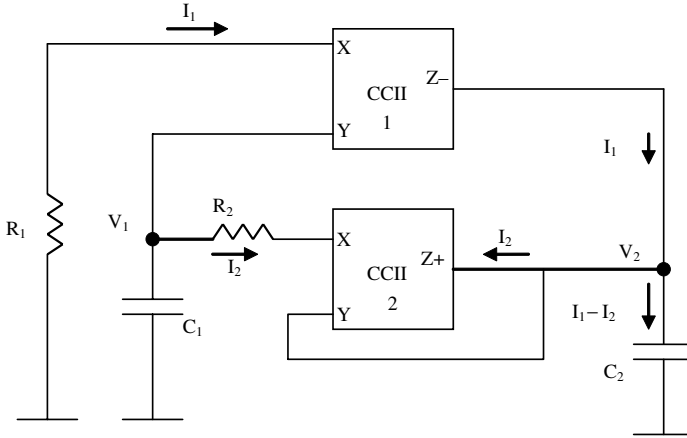 I1
X
Z–
CCII
1
Y
I1
R2
V1
R1
I2
X
Z+
CCII
2
Y
I2
V2
I1– I2
C1
C2